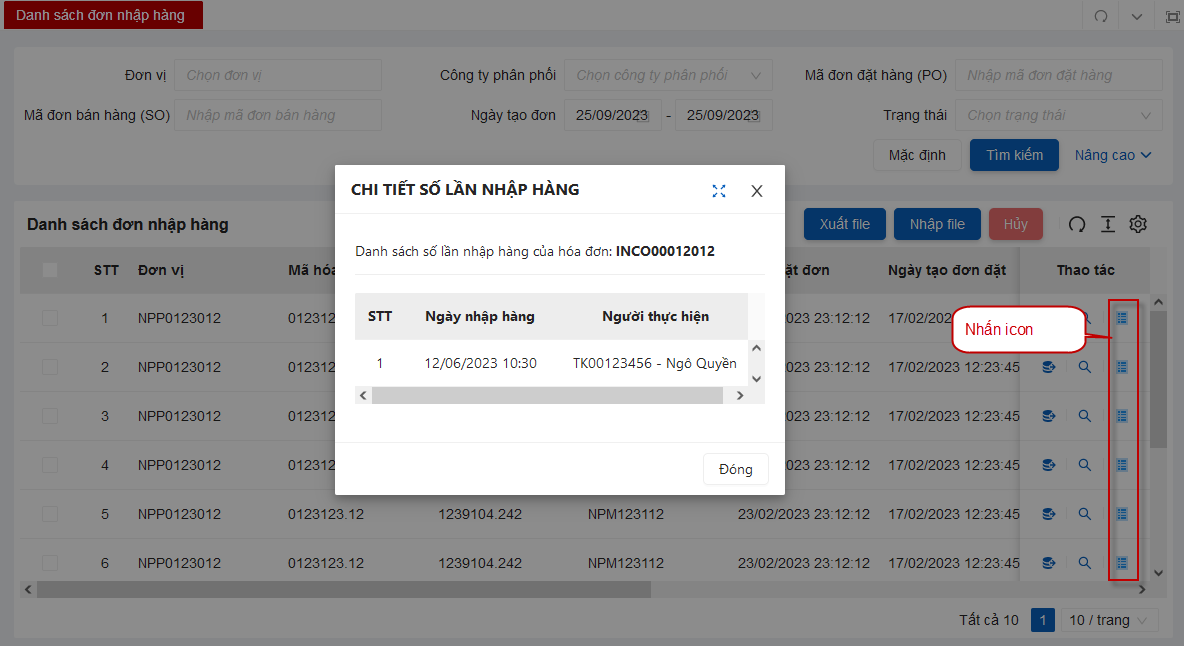 Danh sách đơn nhập hàng
Đơn vị Chọn đơn vị Công ty phân phối Chọn công ty phân phối Mã đơn đặt hàng (PO) Nhập mã đơn đặt hàng
Mã đơn bán hàng (SO) Nhập mã đơn bán hàng Ngày tạo đơn 25/09/2023 - 25/09/2023 Trạng thái Chọn trạng thái
Mặc định Tìm kiếm Nâng cao
CHI TIẾT SỐ LẦN NHẬP HÀNG
Danh sách số lần nhập hàng của hóa đơn: INCO00012012
STT Ngày nhập hàng Người thực hiện
1 12/06/2023 10:30 TK00123456 - Ngô Quyền
Đóng
Danh sách đơn nhập hàng Xuất file Nhập file Hủy
STT Đơn vị Mã hóa đặt đơn Ngày tạo đơn đặt Thao tác
1 NPP0123012 012312 023 23:12:12 17/02/202
Nhấn icon
2 NPP0123012 012312 023 23:12:12 17/02/2023 12:23:45
3 NPP0123012 012312 023 23:12:12 17/02/2023 12:23:45
4 NPP0123012 012312 023 23:12:12 17/02/2023 12:23:45
5 NPP0123012 0123123.12 1239104.242 NPM123112 23/02/2023 23:12:12 17/02/2023 12:23:45
6 NPP0123012 0123123.12 1239104.242 NPM123112 23/02/2023 23:12:12 17/02/2023 12:23:45
Tất cả 10 1 10 / trang